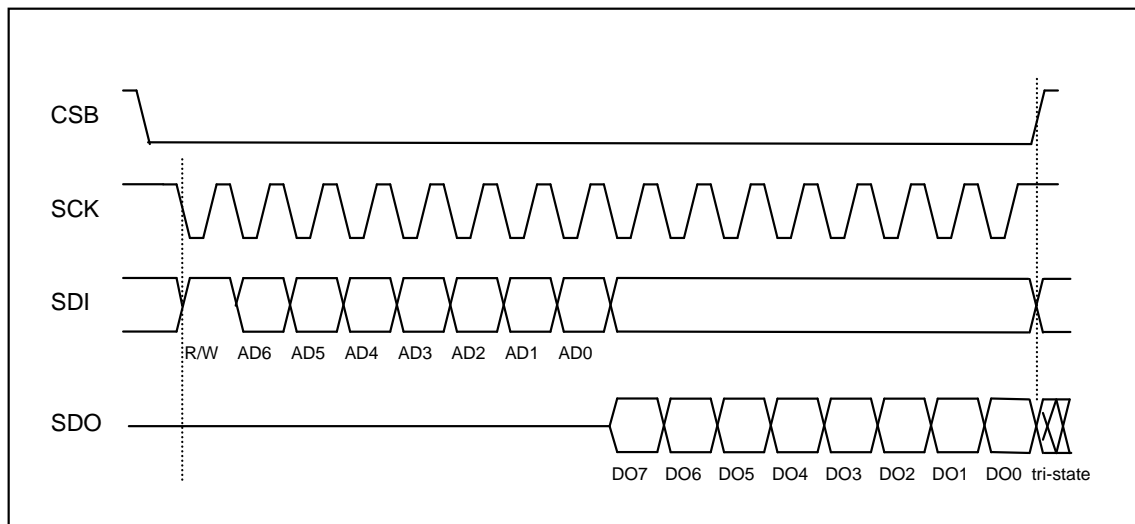 CSB
SCK
SDI
R/W AD6 AD5 AD4 AD3 AD2 AD1 AD0
SDO
DO7 DO6 DO5 DO4 DO3 DO2 DO1 DO0 tri-state